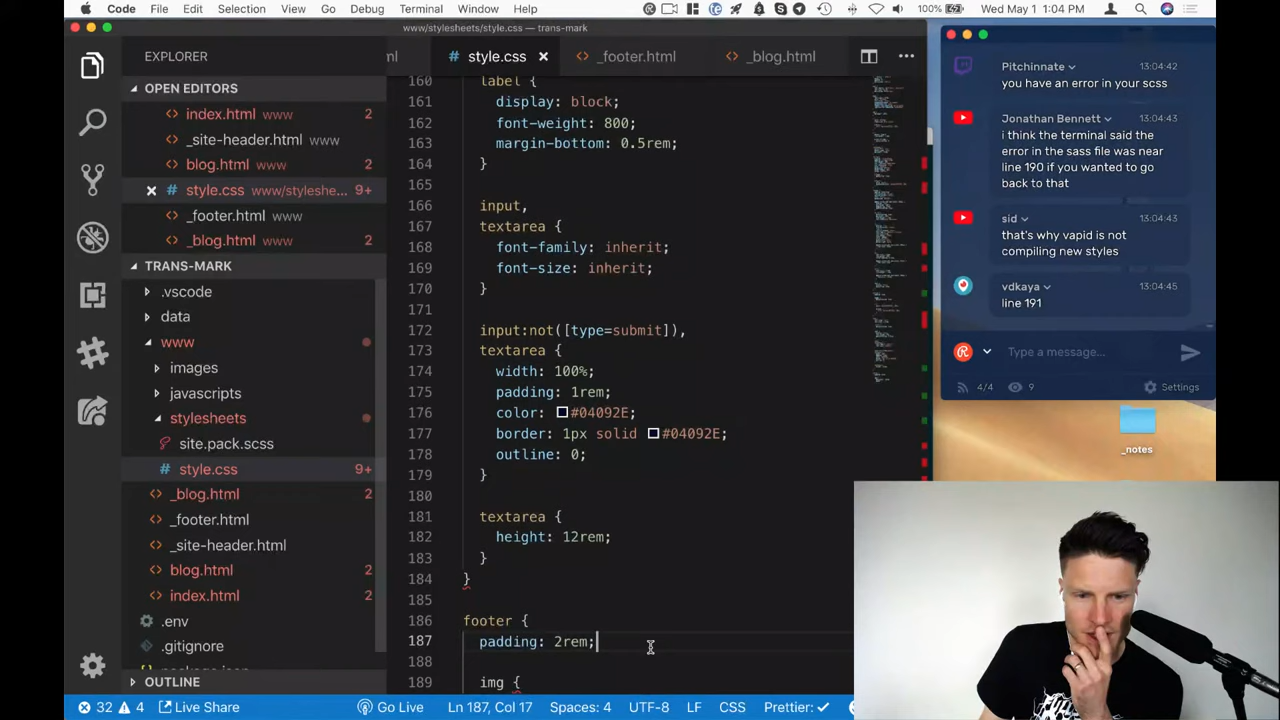 Code File Edit Selection View Go Debug Terminal Window Help 100% Wed May 1 1:04 PM
www/stylesheets/style.css — trans-mark
EXPLORER
OPEN EDITORS
index.html www 2
_site-header.html www
blog.html www 2
style.css www/styleshe... 9+
_footer.html www
_blog.html www 2
TRANS-MARK
.vscode
data
www
images
javascripts
stylesheets
site.pack.scss
style.css 9+
_blog.html 2
_footer.html
_site-header.html
blog.html 2
index.html 2
.env
.gitignore
package.json
OUTLINE
ml # style.css <> _footer.html <> _blog.html
160 label {
161 display: block;
162 font-weight: 800;
163 margin-bottom: 0.5rem;
164 }
165
166 input,
167 textarea {
168 font-family: inherit;
169 font-size: inherit;
170 }
171
172 input:not([type=submit]),
173 textarea {
174 width: 100%;
175 padding: 1rem;
176 color: #04092E;
177 border: 1px solid #04092E;
178 outline: 0;
179 }
180
181 textarea {
182 height: 12rem;
183 }
184 }
185
186 footer {
187 padding: 2rem;
188
189 img {
Pitchinnate 13:04:42
you have an error in your scss
Jonathan Bennett 13:04:43
i think the terminal said the
error in the sass file was near
line 190 if you wanted to go
back to that
sid 13:04:43
that's why vapid is not
compiling new styles
vdkaya 13:04:45
line 191
Type a message...
4/4 9 Settings
_notes
32 4 Live Share Go Live Ln 187, Col 17 Spaces: 4 UTF-8 LF CSS Prettier: ✓